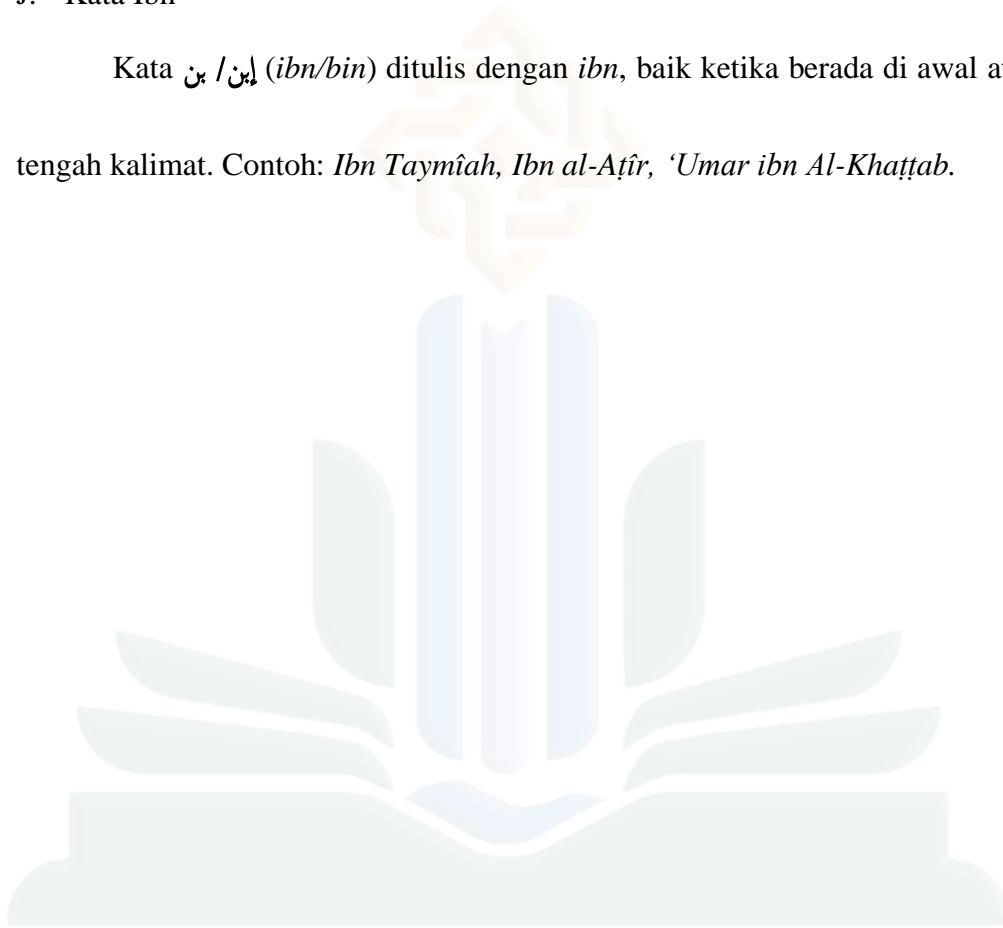 J. Kata Ibn
Kata إبن/ بن (ibn/bin) ditulis dengan ibn, baik ketika berada di awal
tengah kalimat. Contoh: Ibn Taymîah, Ibn al-Aṭîr, ‘Umar ibn Al-Khaṭṭab.